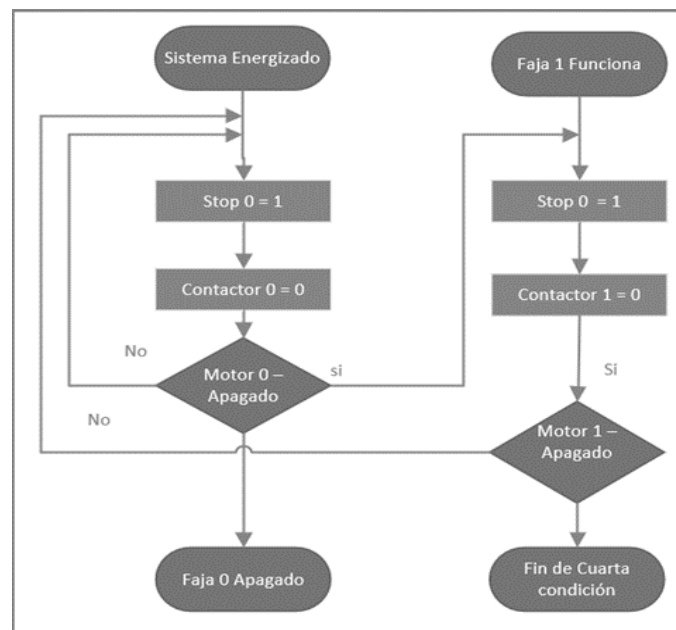 Sistema Energizado
Stop 0 = 1
Contactor 0 = 0
No
Motor 0 –
Apagado
si
No
Faja 0 Apagado
Faja 1 Funciona
Stop 0 = 1
Contactor 1 = 0
Si
Motor 1 –
Apagado
Fin de Cuarta
condición